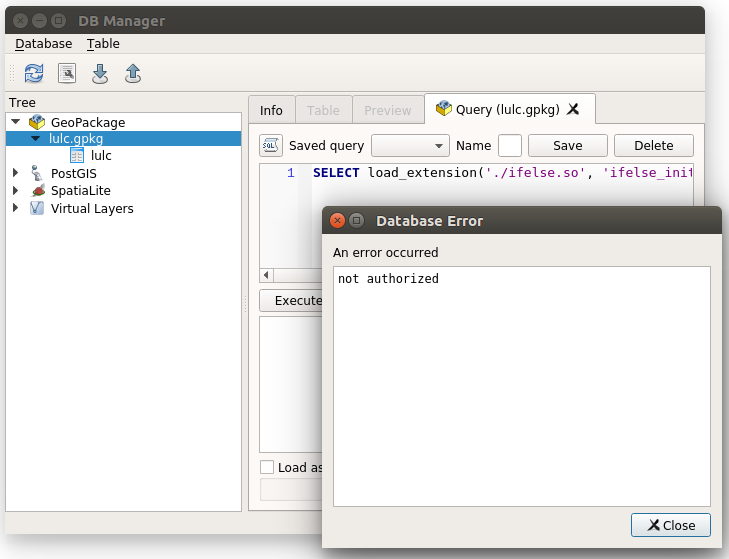 DB Manager
Database Table
Tree
GeoPackage
lulc.gpkg
lulc
PostGIS
SpatiaLite
Virtual Layers
Info Table Preview Query (lulc.gpkg)
SQL Saved query Name Save Delete
1 SELECT load_extension('./ifelse.so', 'ifelse_init
Execute
Load as
Database Error
An error occurred
not authorized
Close